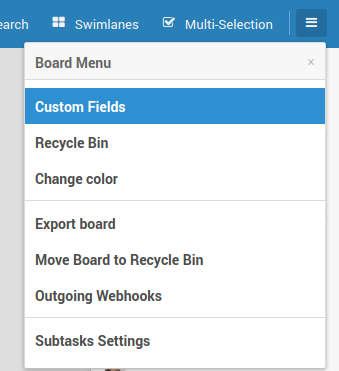 Swimlanes Multi-Selection
Board Menu ×
Custom Fields
Recycle Bin
Change color
Export board
Move Board to Recycle Bin
Outgoing Webhooks
Subtasks Settings